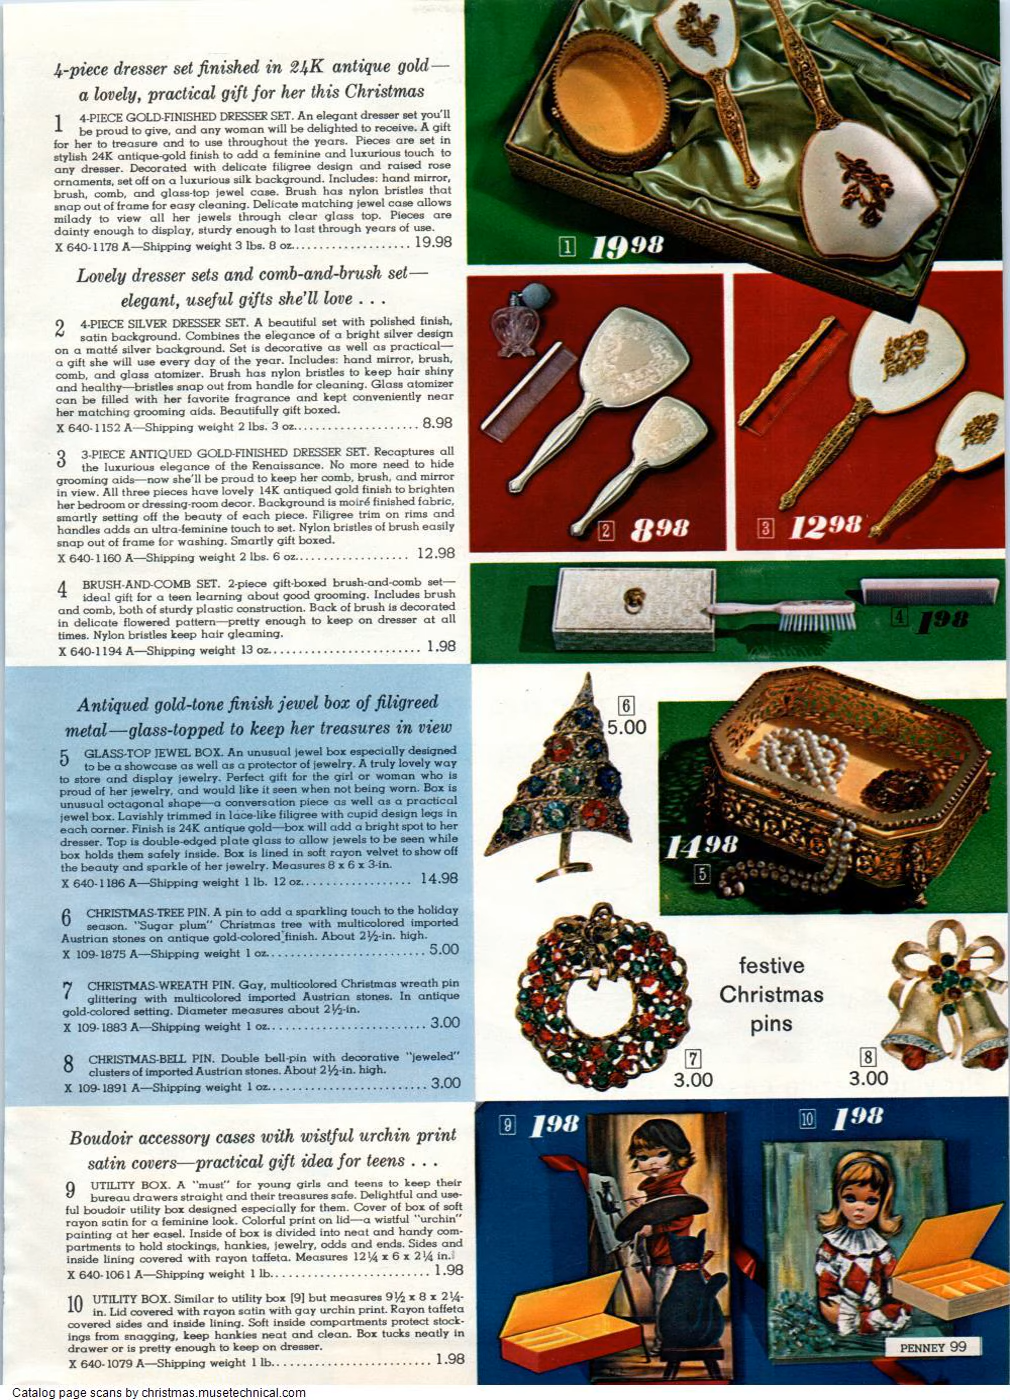 4-piece dresser set finished in 24K antique gold—
a lovely, practical gift for her this Christmas
1 4-PIECE GOLD-FINISHED DRESSER SET. An elegant dresser set you'll
be proud to give, and any woman will be delighted to receive. A gift
for her to treasure and to use throughout the years. Pieces are set in
stylish 24K antique-gold finish to add a feminine and luxurious touch to
any dresser. Decorated with delicate filigree design and raised rose
ornaments, set off on a luxurious silk background. Includes: hand mirror,
brush, comb, and glass-top jewel case. Brush has nylon bristles that
snap out of frame for easy cleaning. Delicate matching jewel case allows
milady to view all her jewels through clear glass top. Pieces are
dainty enough to display, sturdy enough to last through years of use.
X 640-1178 A—Shipping weight 3 lbs. 8 oz.................... 19.98
Lovely dresser sets and comb-and-brush set—
elegant, useful gifts she'll love . . .
2 4-PIECE SILVER DRESSER SET. A beautiful set with polished finish,
satin background. Combines the elegance of a bright silver design
on a matté silver background. Set is decorative as well as practical—
a gift she will use every day of the year. Includes: hand mirror, brush,
comb, and glass atomizer. Brush has nylon bristles to keep hair shiny
and healthy—bristles snap out from handle for cleaning. Glass atomizer
can be filled with her favorite fragrance and kept conveniently near
her matching grooming aids. Beautifully gift boxed.
X 640-1152 A—Shipping weight 2 lbs. 3 oz..................... 8.98
3 3-PIECE ANTIQUED GOLD-FINISHED DRESSER SET. Recaptures all
the luxurious elegance of the Renaissance. No more need to hide
grooming aids—now she'll be proud to keep her comb, brush, and mirror
in view. All three pieces have lovely 14K antiqued gold finish to brighten
her bedroom or dressing-room decor. Background is moiré finished fabric,
smartly setting off the beauty of each piece. Filigree trim on rims and
handles adds an ultra-feminine touch to set. Nylon bristles of brush easily
snap out of frame for washing. Smartly gift boxed.
X 640-1160 A—Shipping weight 2 lbs. 6 oz................... 12.98
4 BRUSH-AND-COMB SET. 2-piece gift-boxed brush-and-comb set—
ideal gift for a teen learning about good grooming. Includes brush
and comb, both of sturdy plastic construction. Back of brush is decorated
in delicate flowered pattern—pretty enough to keep on dresser at all
times. Nylon bristles keep hair gleaming.
X 640-1194 A—Shipping weight 13 oz.......................... 1.98
Antiqued gold-tone finish jewel box of filigreed
metal—glass-topped to keep her treasures in view
5 GLASS-TOP JEWEL BOX. An unusual jewel box especially designed
to be a showcase as well as a protector of jewelry. A truly lovely way
to store and display jewelry. Perfect gift for the girl or woman who is
proud of her jewelry, and would like it seen when not being worn. Box is
unusual octagonal shape—a conversation piece as well as a practical
jewel box. Lavishly trimmed in lace-like filigree with cupid design legs in
each corner. Finish is 24K antique gold—box will add a bright spot to her
dresser. Top is double-edged plate glass to allow jewels to be seen while
box holds them safely inside. Box is lined in soft rayon velvet to show off
the beauty and sparkle of her jewelry. Measures 8 x 6 x 3-in.
X 640-1186 A—Shipping weight 1 lb. 12 oz................... 14.98
6 CHRISTMAS-TREE PIN. A pin to add a sparkling touch to the holiday
season. "Sugar plum" Christmas tree with multicolored imported
Austrian stones on antique gold-colored finish. About 2½-in. high.
X 109-1875 A—Shipping weight 1 oz........................... 5.00
7 CHRISTMAS-WREATH PIN. Gay, multicolored Christmas wreath pin
glittering with multicolored imported Austrian stones. In antique
gold-colored setting. Diameter measures about 2½-in.
X 109-1883 A—Shipping weight 1 oz........................... 3.00
8 CHRISTMAS-BELL PIN. Double bell-pin with decorative "jeweled"
clusters of imported Austrian stones. About 2½-in. high.
X 109-1891 A—Shipping weight 1 oz........................... 3.00
Boudoir accessory cases with wistful urchin print
satin covers—practical gift idea for teens . . .
9 UTILITY BOX. A "must" for young girls and teens to keep their
bureau drawers straight and their treasures safe. Delightful and use-
ful boudoir utility box designed especially for them. Cover of box of soft
rayon satin for a feminine look. Colorful print on lid—a wistful "urchin"
painting at her easel. Inside of box is divided into neat and handy com-
partments to hold stockings, hankies, jewelry, odds and ends. Sides and
inside lining covered with rayon taffeta. Measures 12¼ x 6 x 2¼ in.
X 640-1061 A—Shipping weight 1 lb........................... 1.98
10 UTILITY BOX. Similar to utility box [9] but measures 9½ x 8 x 2¼-
in. Lid covered with rayon satin with gay urchin print. Rayon taffeta
covered sides and inside lining. Soft inside compartments protect stock-
ings from snagging, keep hankies neat and clean. Box tucks neatly in
drawer or is pretty enough to keep on dresser.
X 640-1079 A—Shipping weight 1 lb........................... 1.98
1 19 98
2 8 98
3 12 98
4 1 98
6
5.00
14 98
5
festive
Christmas
pins
7
3.00
8
3.00
9 1 98
10 1 98
PENNEY 99
Catalog page scans by christmas.musetechnical.com